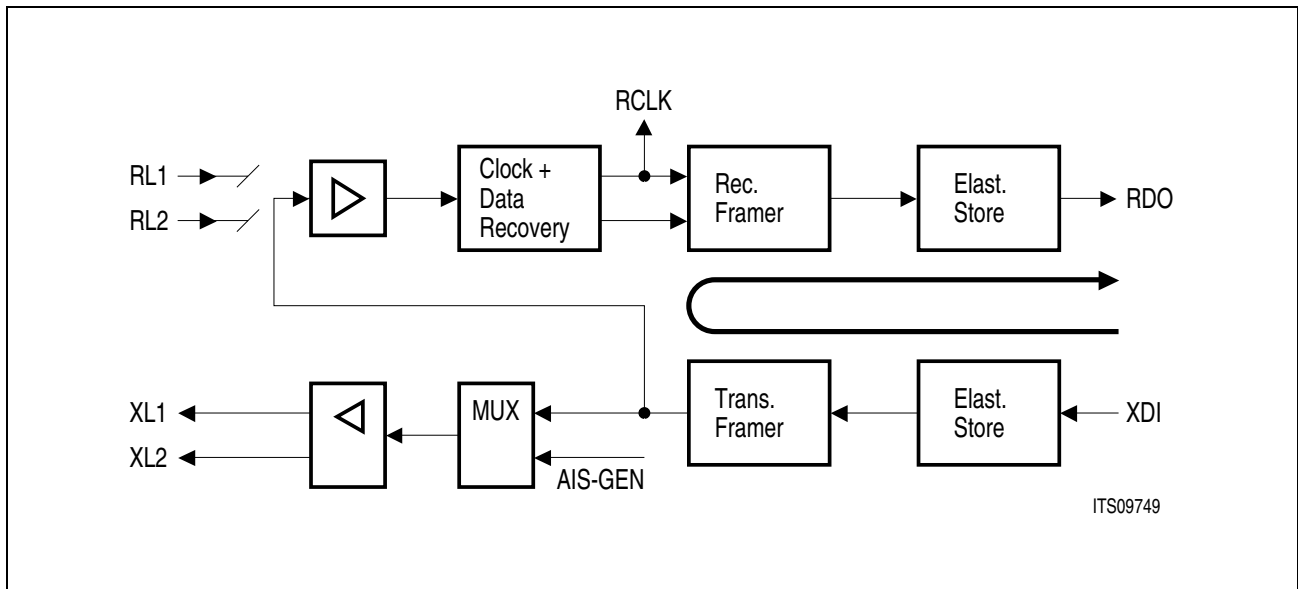 RCLK
RL1
RL2
Clock +
Data
Recovery
Rec.
Framer
Elast.
Store
RDO
XL1
XL2
MUX
AIS-GEN
Trans.
Framer
Elast.
Store
XDI
ITS09749